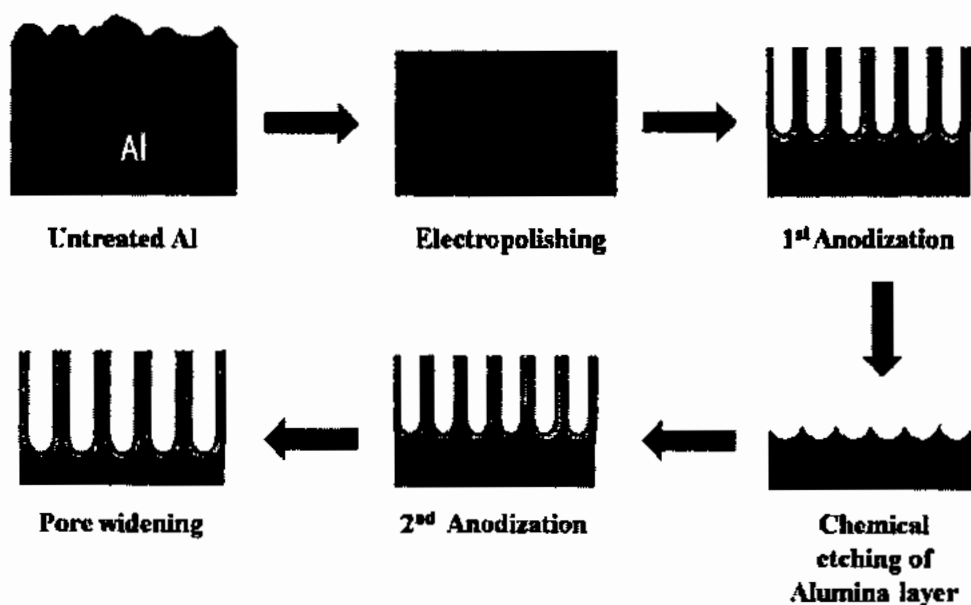 Al
Untreated Al
Electropolishing
1st Anodization
Chemical
etching of
Alumina layer
2nd Anodization
Pore widening